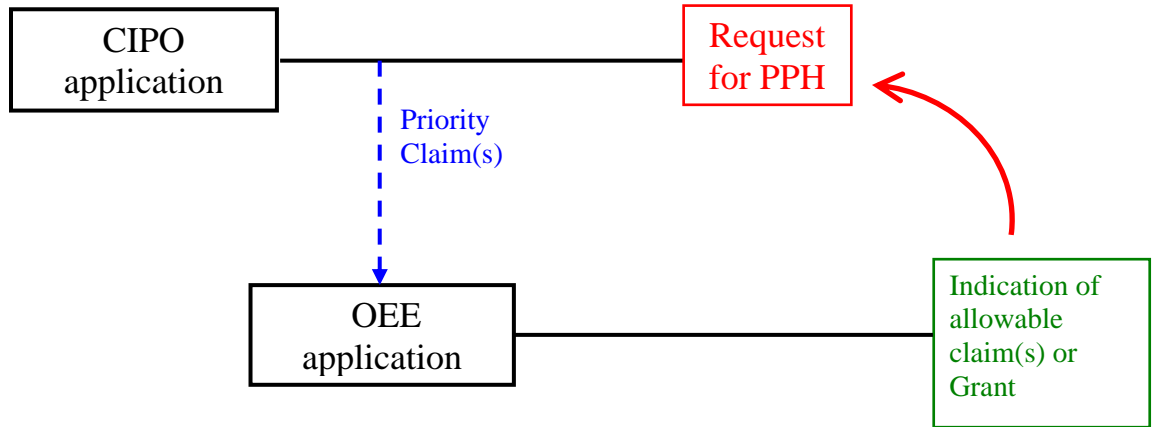 CIPO
application
Request
for PPH
Priority
Claim(s)
OEE
application
Indication of
allowable
claim(s) or
Grant